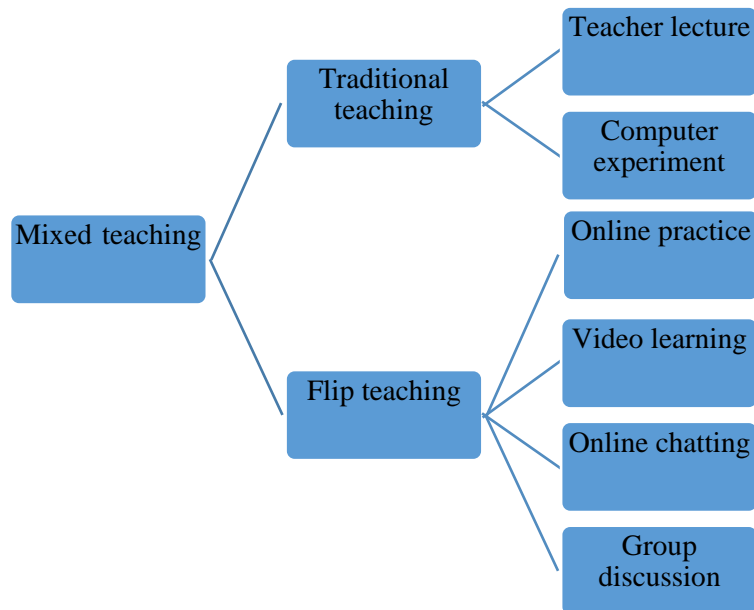 Teacher lecture
Traditional
teaching
Computer
experiment
Mixed teaching
Online practice
Video learning
Flip teaching
Online chatting
Group
discussion